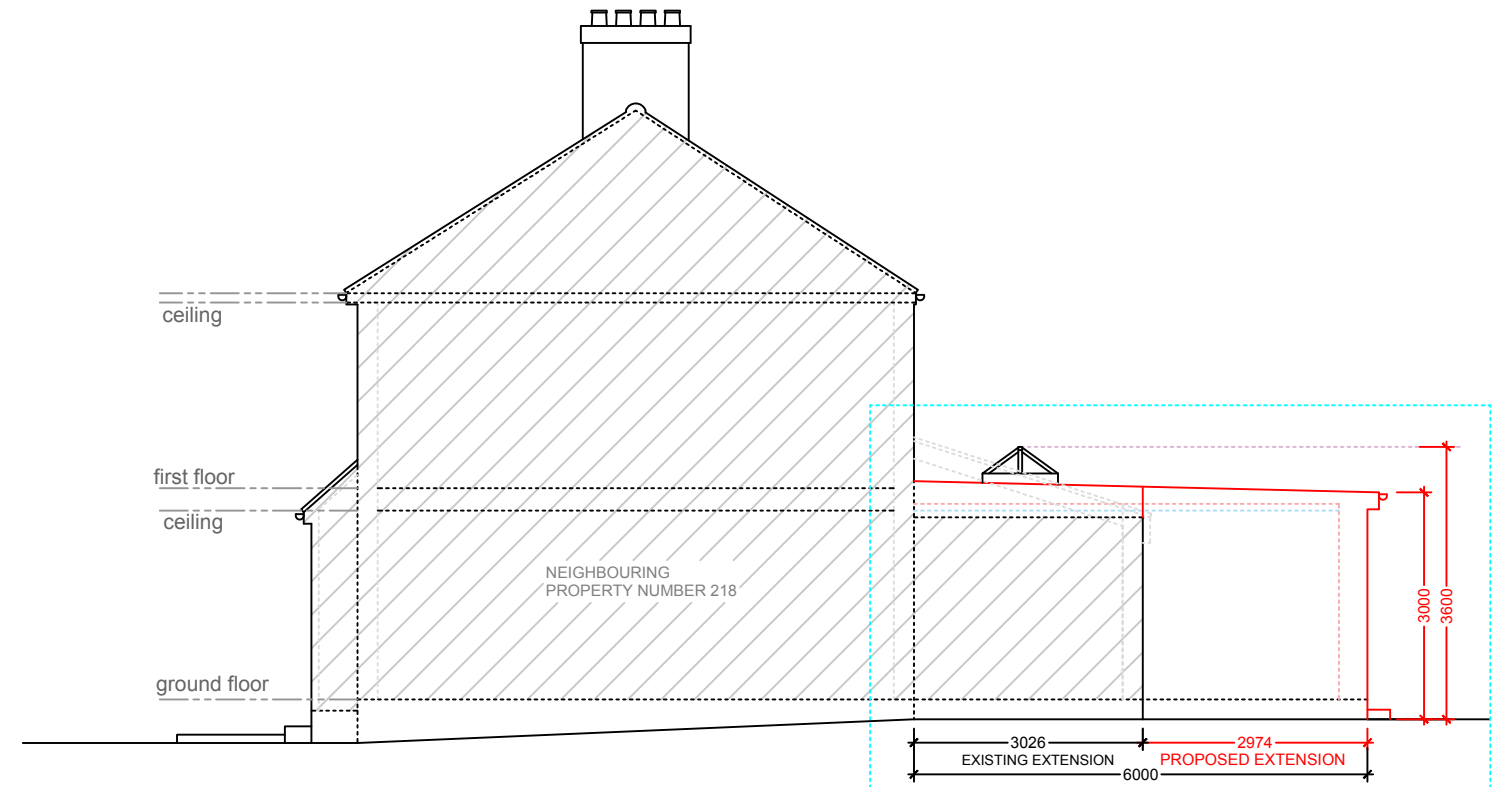 ceiling
first floor
ceiling
NEIGHBOURING
PROPERTY NUMBER 218
ground floor
3000
3600
3026
2974
EXISTING EXTENSION
PROPOSED EXTENSION
6000